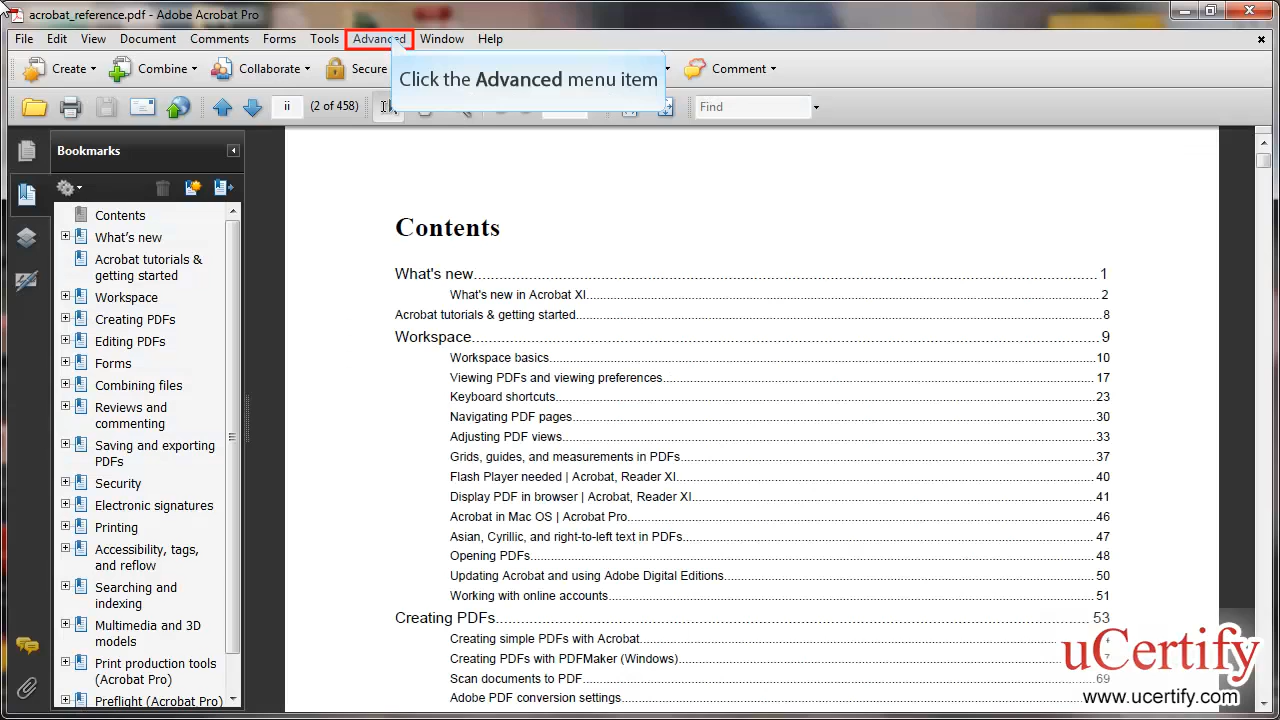 acrobat_reference.pdf - Adobe Acrobat Pro
File Edit View Document Comments Forms Tools Advanced Window Help
Create Combine Collaborate Secure Comment
Click the Advanced menu item
ii (2 of 458) Find
Bookmarks
Contents
What's new
Acrobat tutorials &
getting started
Workspace
Creating PDFs
Editing PDFs
Forms
Combining files
Reviews and
commenting
Saving and exporting
PDFs
Security
Electronic signatures
Printing
Accessibility, tags,
and reflow
Searching and
indexing
Multimedia and 3D
models
Print production tools
(Acrobat Pro)
Preflight (Acrobat Pro)
Contents
What's new 1
What's new in Acrobat XI 2
Acrobat tutorials & getting started 8
Workspace 9
Workspace basics 10
Viewing PDFs and viewing preferences 17
Keyboard shortcuts 23
Navigating PDF pages 30
Adjusting PDF views 33
Grids, guides, and measurements in PDFs 37
Flash Player needed | Acrobat, Reader XI 40
Display PDF in browser | Acrobat, Reader XI 41
Acrobat in Mac OS | Acrobat Pro 46
Asian, Cyrillic, and right-to-left text in PDFs 47
Opening PDFs 48
Updating Acrobat and using Adobe Digital Editions 50
Working with online accounts 51
Creating PDFs 53
Creating simple PDFs with Acrobat
Creating PDFs with PDFMaker (Windows)
Scan documents to PDF 69
Adobe PDF conversion settings
uCertify
www.ucertify.com